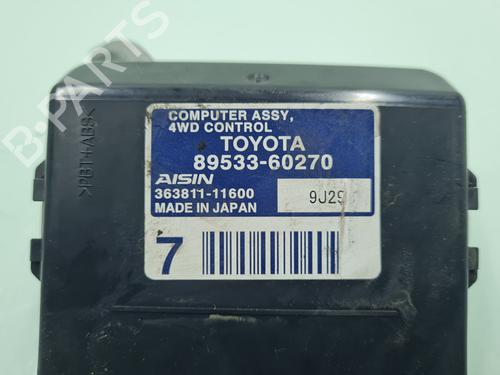 B-PARTS
>PBT+ABS<
COMPUTER ASSY,
4WD CONTROL
TOYOTA
89533-60270
AISIN
363811-11600
9J29
MADE IN JAPAN
7